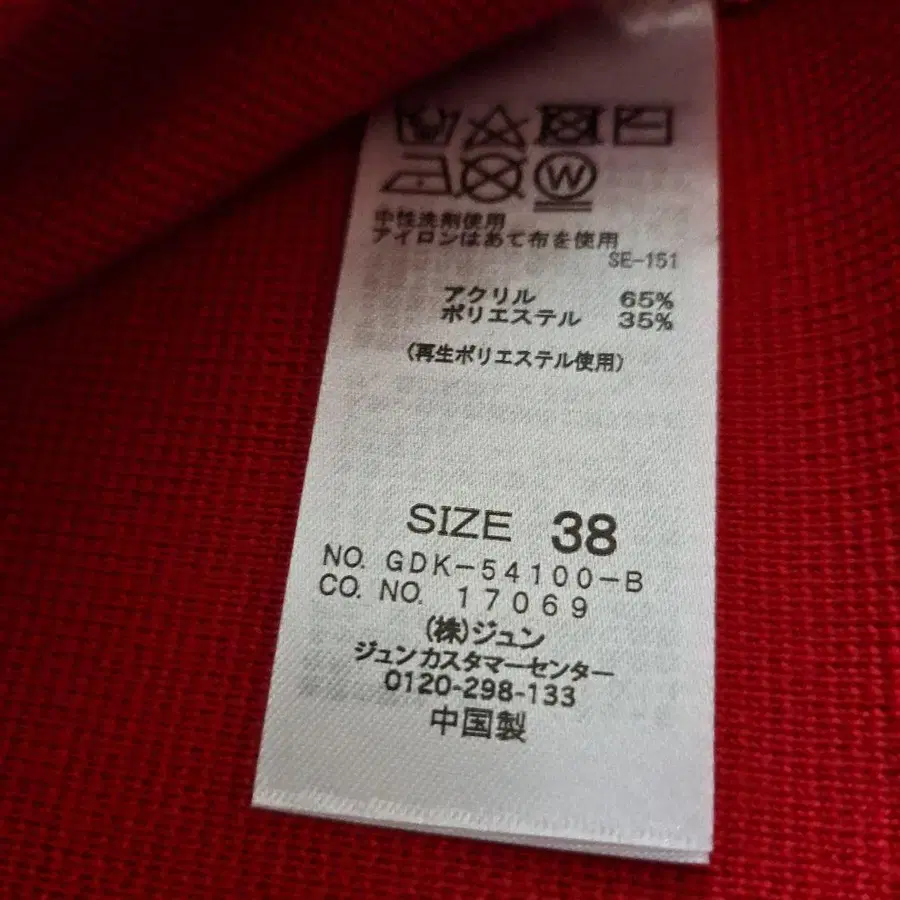 W
中性洗剤使用
アイロンはあて布を使用
SE-151
アクリル 65%
ポリエステル 35%
(再生ポリエステル使用)
SIZE 38
NO. GDK-54100-B
CO. NO. 17069
(株)ジュン
ジュンカスタマーセンター
0120-298-133
中国製